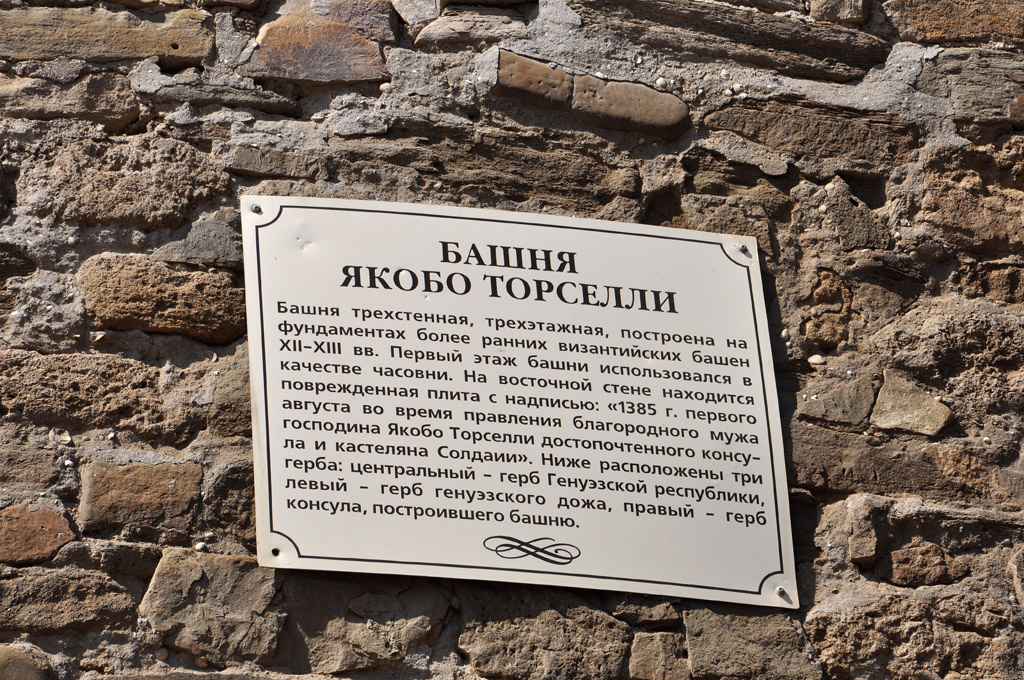 БАШНЯ
ЯКОБО ТОРСЕЛЛИ
Башня трехстенная, трехэтажная, построена на
фундаментах более ранних византийских башен
XII–XIII вв. Первый этаж башни использовался в
качестве часовни. На восточной стене находится
поврежденная плита с надписью: «1385 г. первого
августа во время правления благородного мужа
господина Якобо Торселли достопочтенного консу-
ла и кастеляна Солдаии». Ниже расположены три
герба: центральный – герб Генуэзской республики,
левый – герб генуэзского дожа, правый – герб
консула, построившего башню.